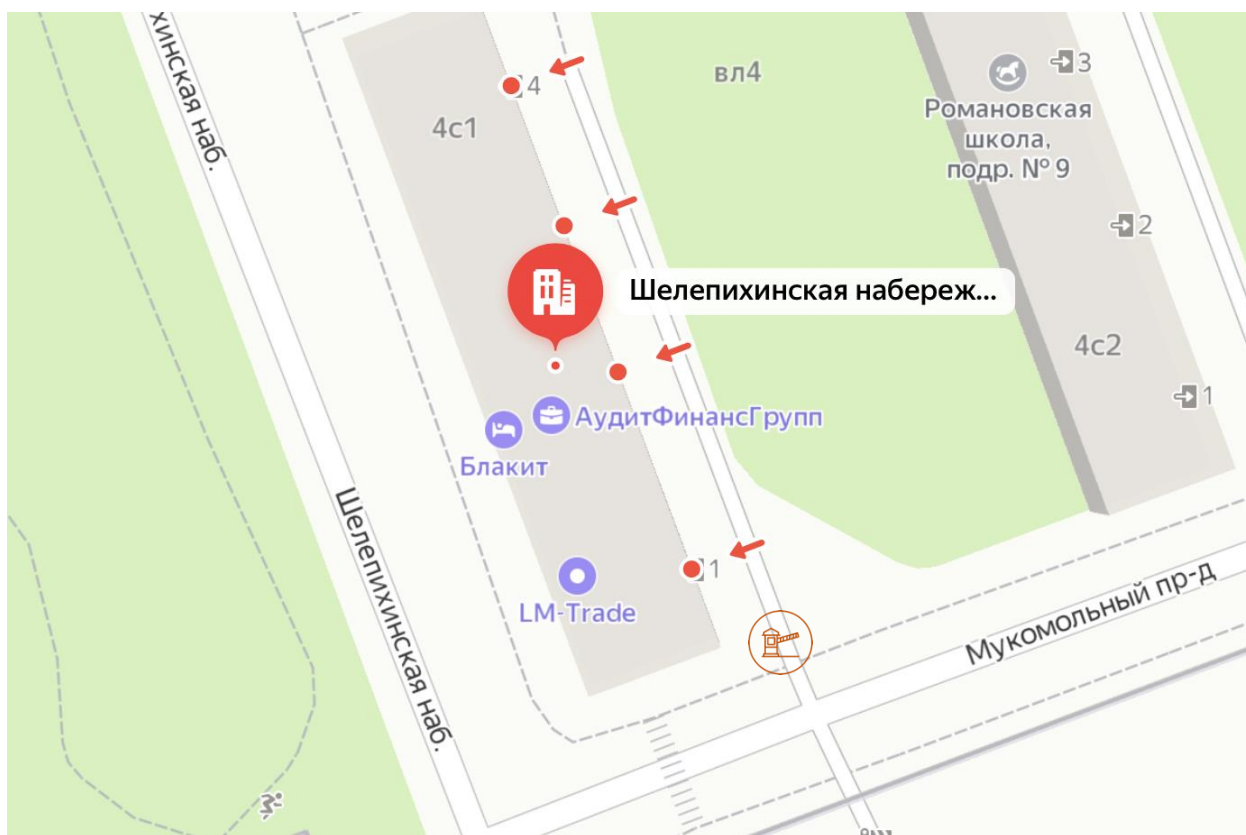 хинская наб.
4
4с1
вл4
3
Романовская
школа,
подр. № 9
2
Шелепихинская набереж...
4с2
1
АудитФинансГрупп
Блакит
Шелепихинская наб.
1
LM-Trade
Мукомольный пр-д